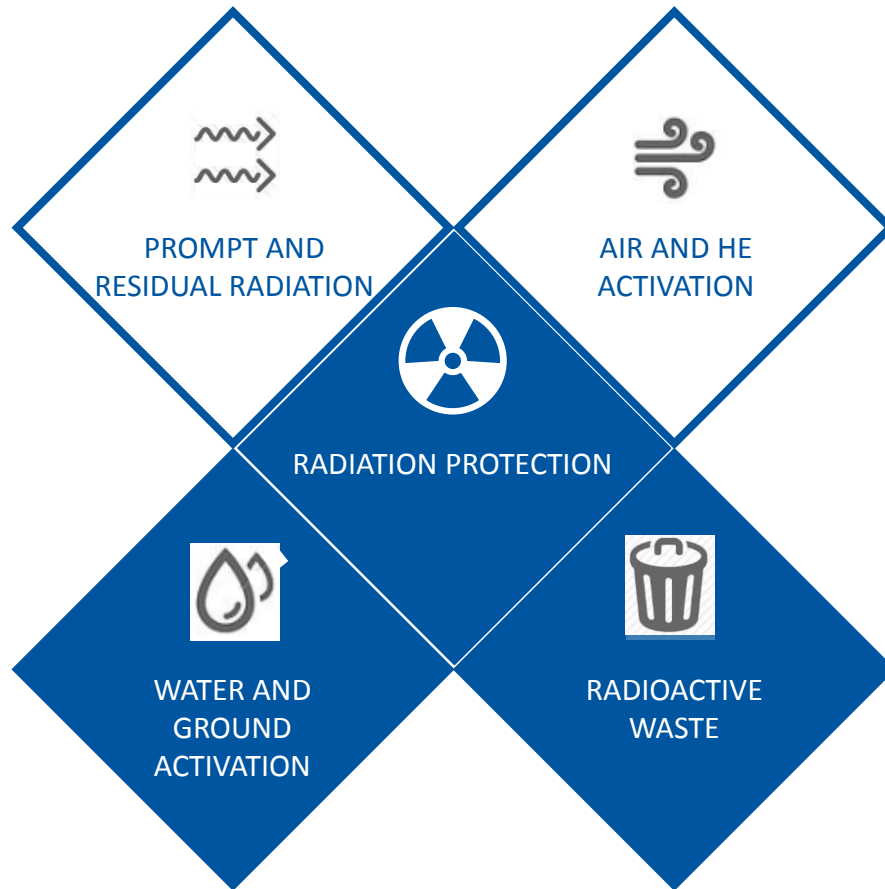 PROMPT AND
RESIDUAL RADIATION
AIR AND HE
ACTIVATION
RADIATION PROTECTION
WATER AND
GROUND
ACTIVATION
RADIOACTIVE
WASTE